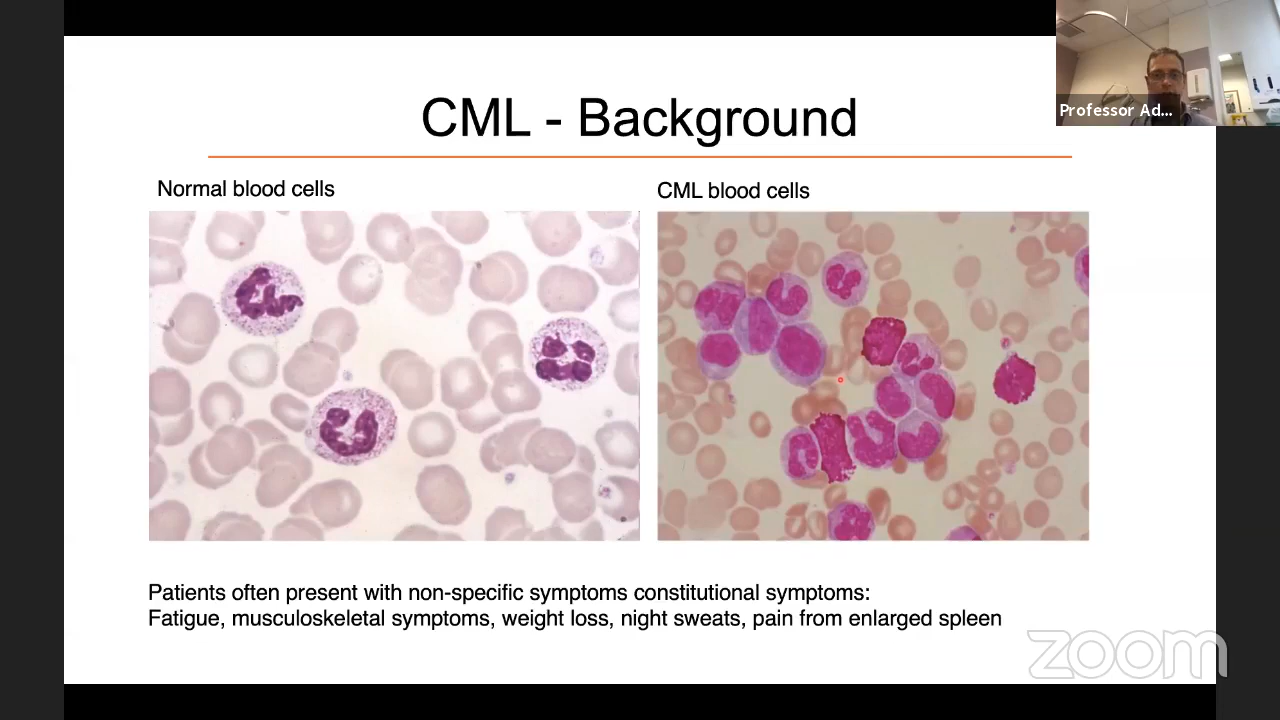 CML - Background
Professor Ad...
Normal blood cells
CML blood cells
Patients often present with non-specific symptoms constitutional symptoms:
Fatigue, musculoskeletal symptoms, weight loss, night sweats, pain from enlarged spleen
zoom